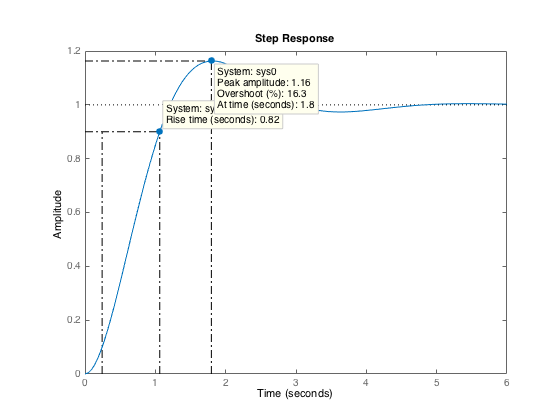 Step Response
1.2
System: sys0
Peak amplitude: 1.16
Overshoot (%): 16.3
At time (seconds): 1.8
1
System: sy
Rise time (seconds): 0.82
0.8
0.6
0.4
0.2
0
Amplitude
0 1 2 3 4 5 6
Time (seconds)